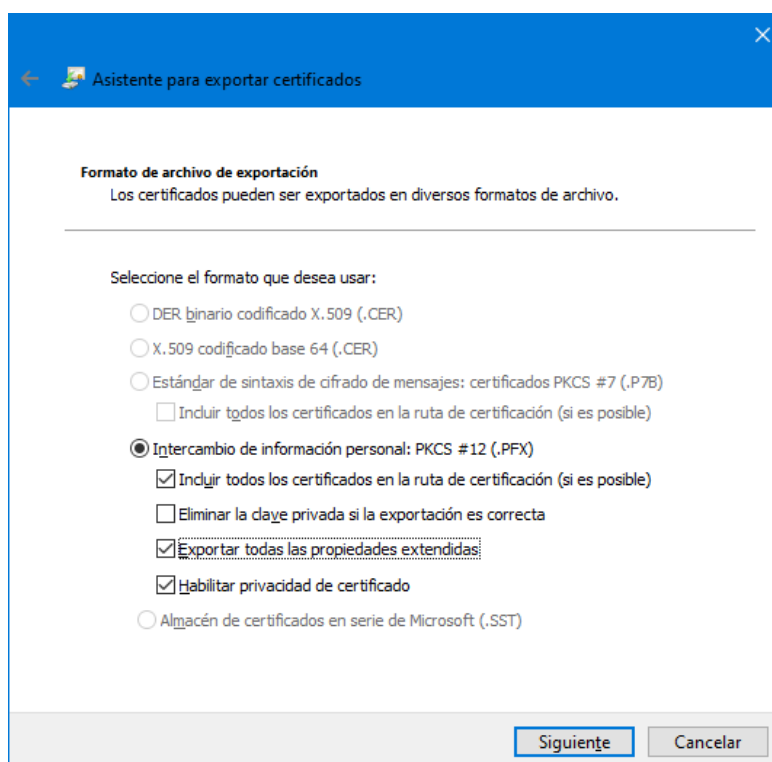 Asistente para exportar certificados
Formato de archivo de exportación
Los certificados pueden ser exportados en diversos formatos de archivo.
Seleccione el formato que desea usar:
DER binario codificado X.509 (.CER)
X.509 codificado base 64 (.CER)
Estándar de sintaxis de cifrado de mensajes: certificados PKCS #7 (.P7B)
Incluir todos los certificados en la ruta de certificación (si es posible)
Intercambio de información personal: PKCS #12 (.PFX)
Incluir todos los certificados en la ruta de certificación (si es posible)
Eliminar la clave privada si la exportación es correcta
Exportar todas las propiedades extendidas
Habilitar privacidad de certificado
Almacén de certificados en serie de Microsoft (.SST)
Siguiente
Cancelar